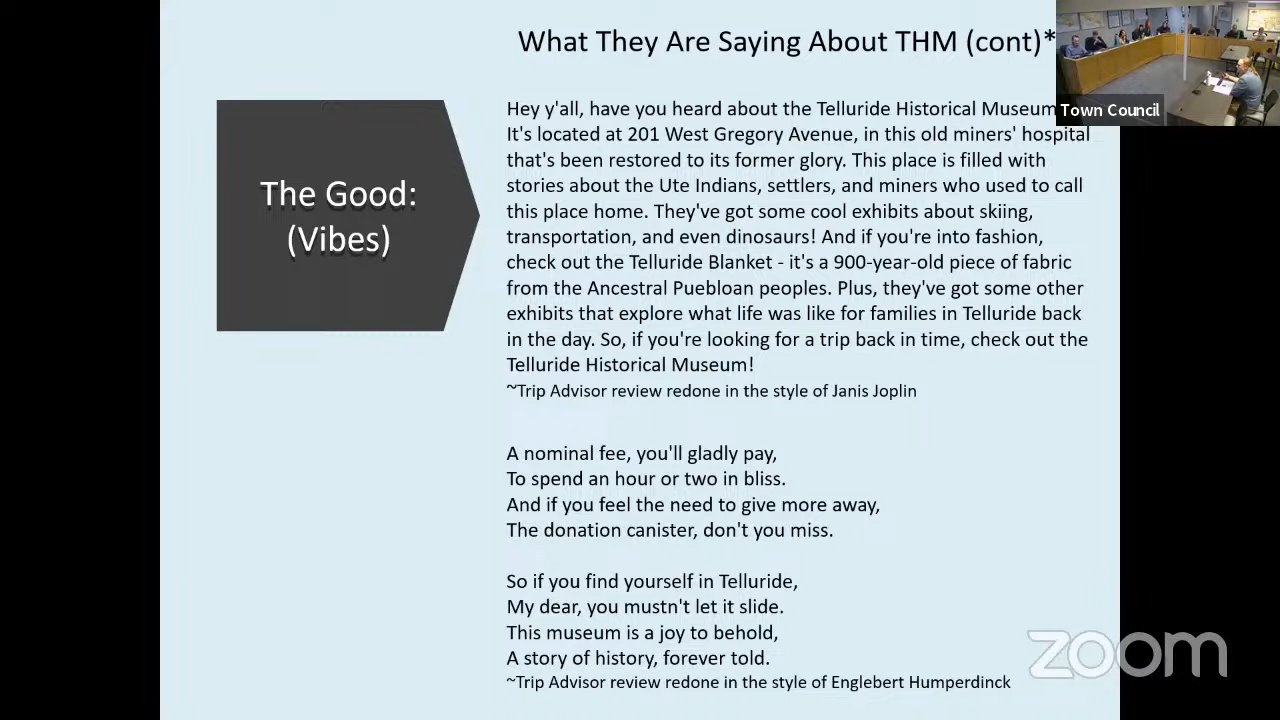 What They Are Saying About THM (cont)*
Town Council
The Good:
(Vibes)
Hey y'all, have you heard about the Telluride Historical Museum
It's located at 201 West Gregory Avenue, in this old miners' hospital
that's been restored to its former glory. This place is filled with
stories about the Ute Indians, settlers, and miners who used to call
this place home. They've got some cool exhibits about skiing,
transportation, and even dinosaurs! And if you're into fashion,
check out the Telluride Blanket - it's a 900-year-old piece of fabric
from the Ancestral Puebloan peoples. Plus, they've got some other
exhibits that explore what life was like for families in Telluride back
in the day. So, if you're looking for a trip back in time, check out the
Telluride Historical Museum!
~Trip Advisor review redone in the style of Janis Joplin
A nominal fee, you'll gladly pay,
To spend an hour or two in bliss.
And if you feel the need to give more away,
The donation canister, don't you miss.
So if you find yourself in Telluride,
My dear, you mustn't let it slide.
This museum is a joy to behold,
A story of history, forever told.
~Trip Advisor review redone in the style of Englebert Humperdinck
zoom